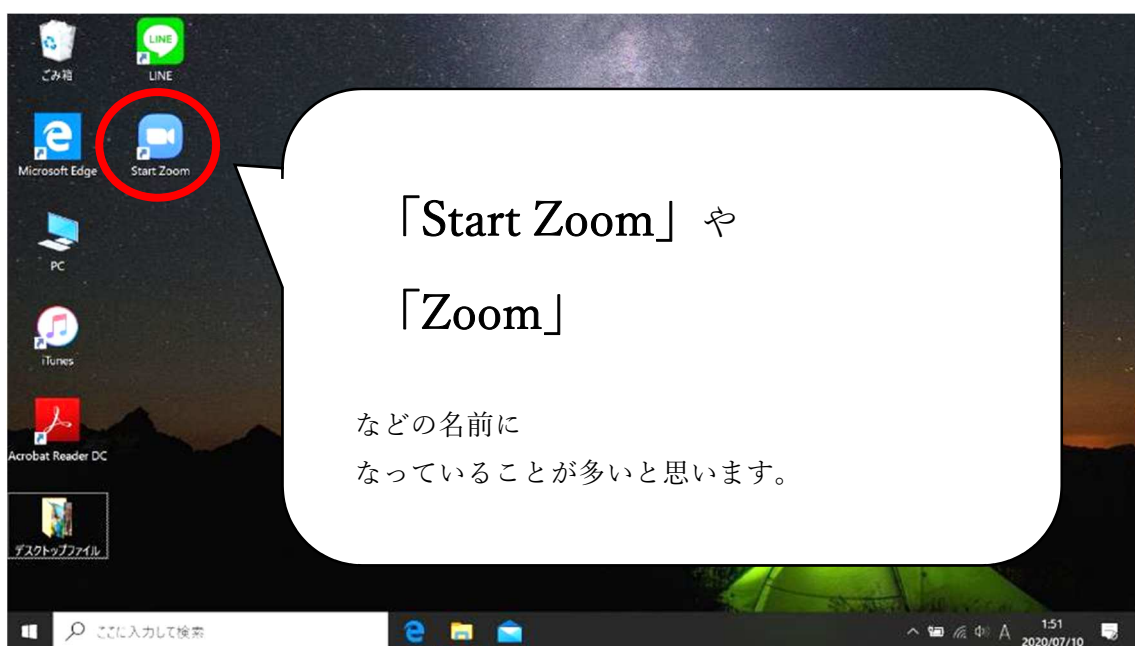 ごみ箱
LINE
LINE
Microsoft Edge
Start Zoom
PC
iTunes
Acrobat Reader DC
デスクトップファイル
「Start Zoom」や
「Zoom」
などの名前に
なっていることが多いと思います。
ここに入力して検索
A
1:51
2020/07/10